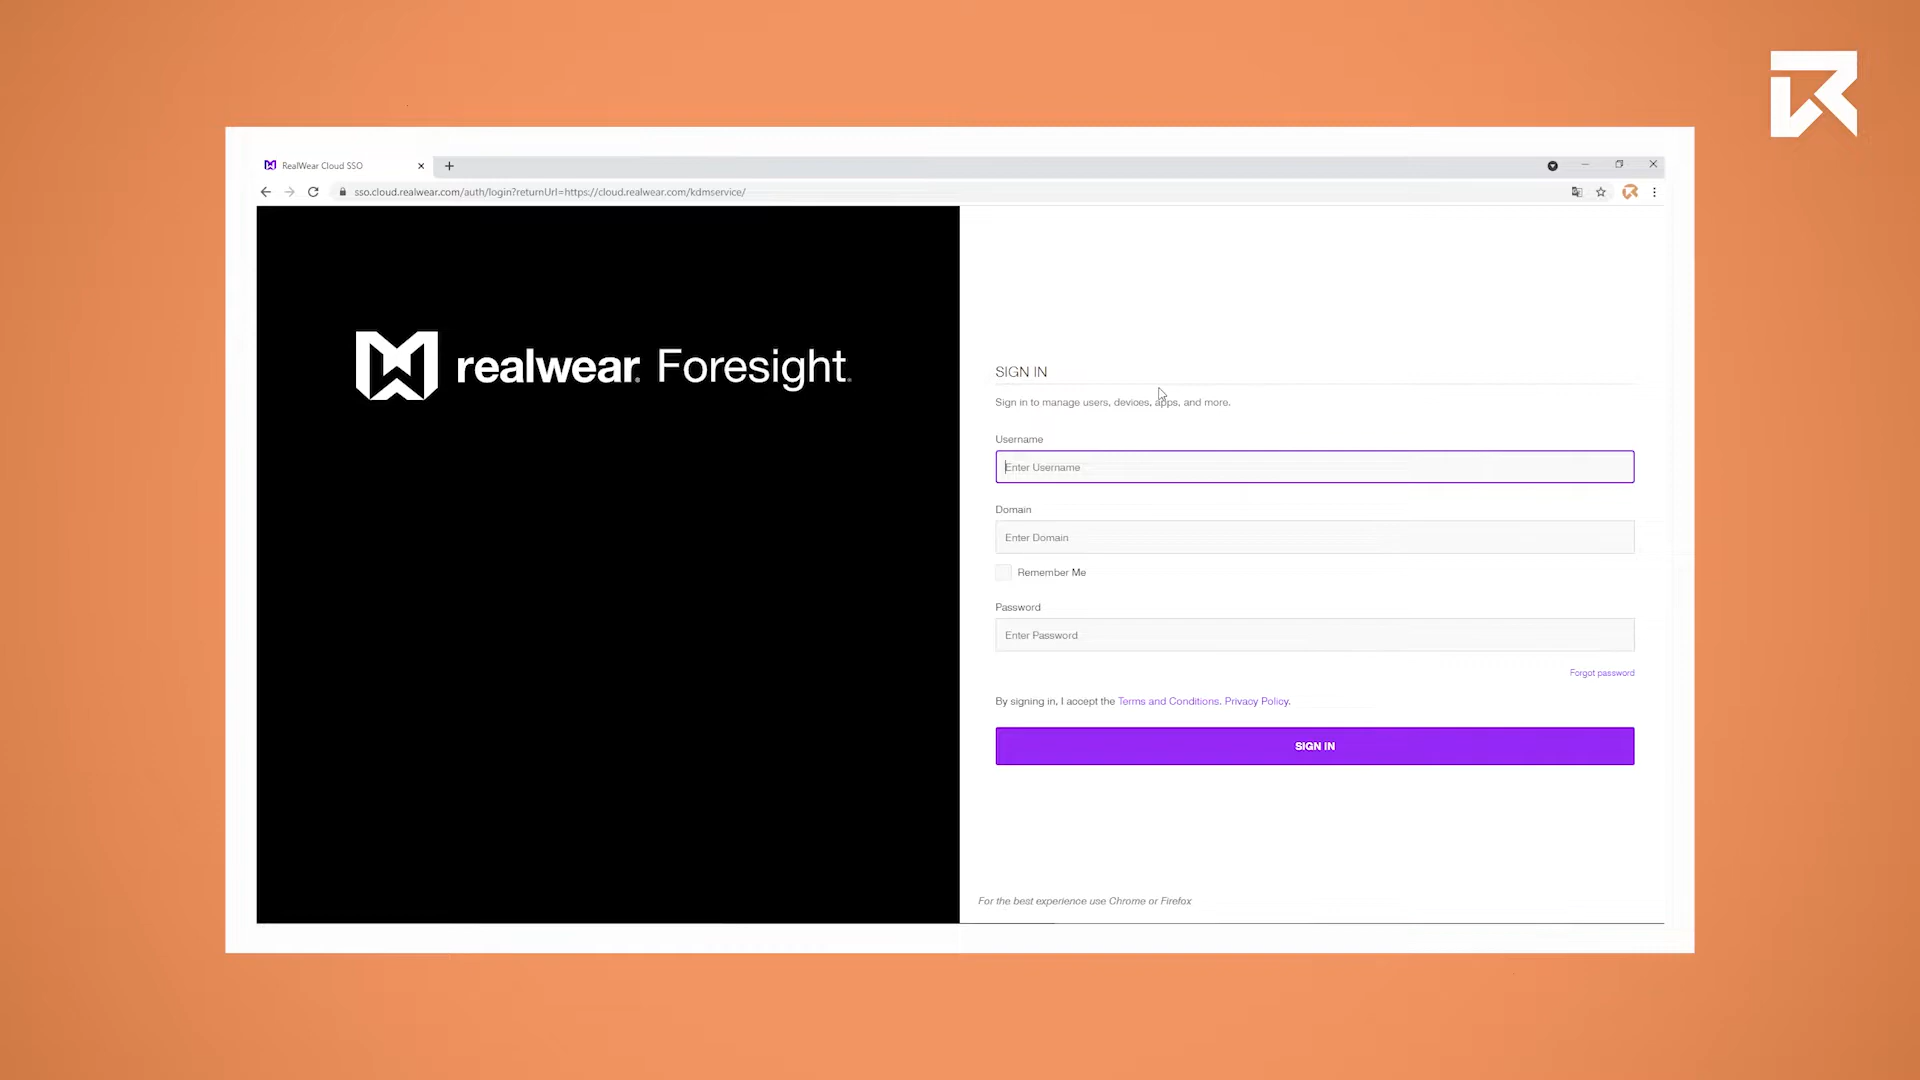 RealWear Cloud SSO
sso.cloud.realwear.com/auth/login?returnUrl=https://cloud.realwear.com/kdmservice/
realwear. Foresight.
SIGN IN
Sign in to manage users, devices, apps, and more.
Username
Enter Username
Domain
Enter Domain
Remember Me
Password
Enter Password
Forgot password
By signing in, I accept the Terms and Conditions. Privacy Policy.
SIGN IN
For the best experience use Chrome or Firefox